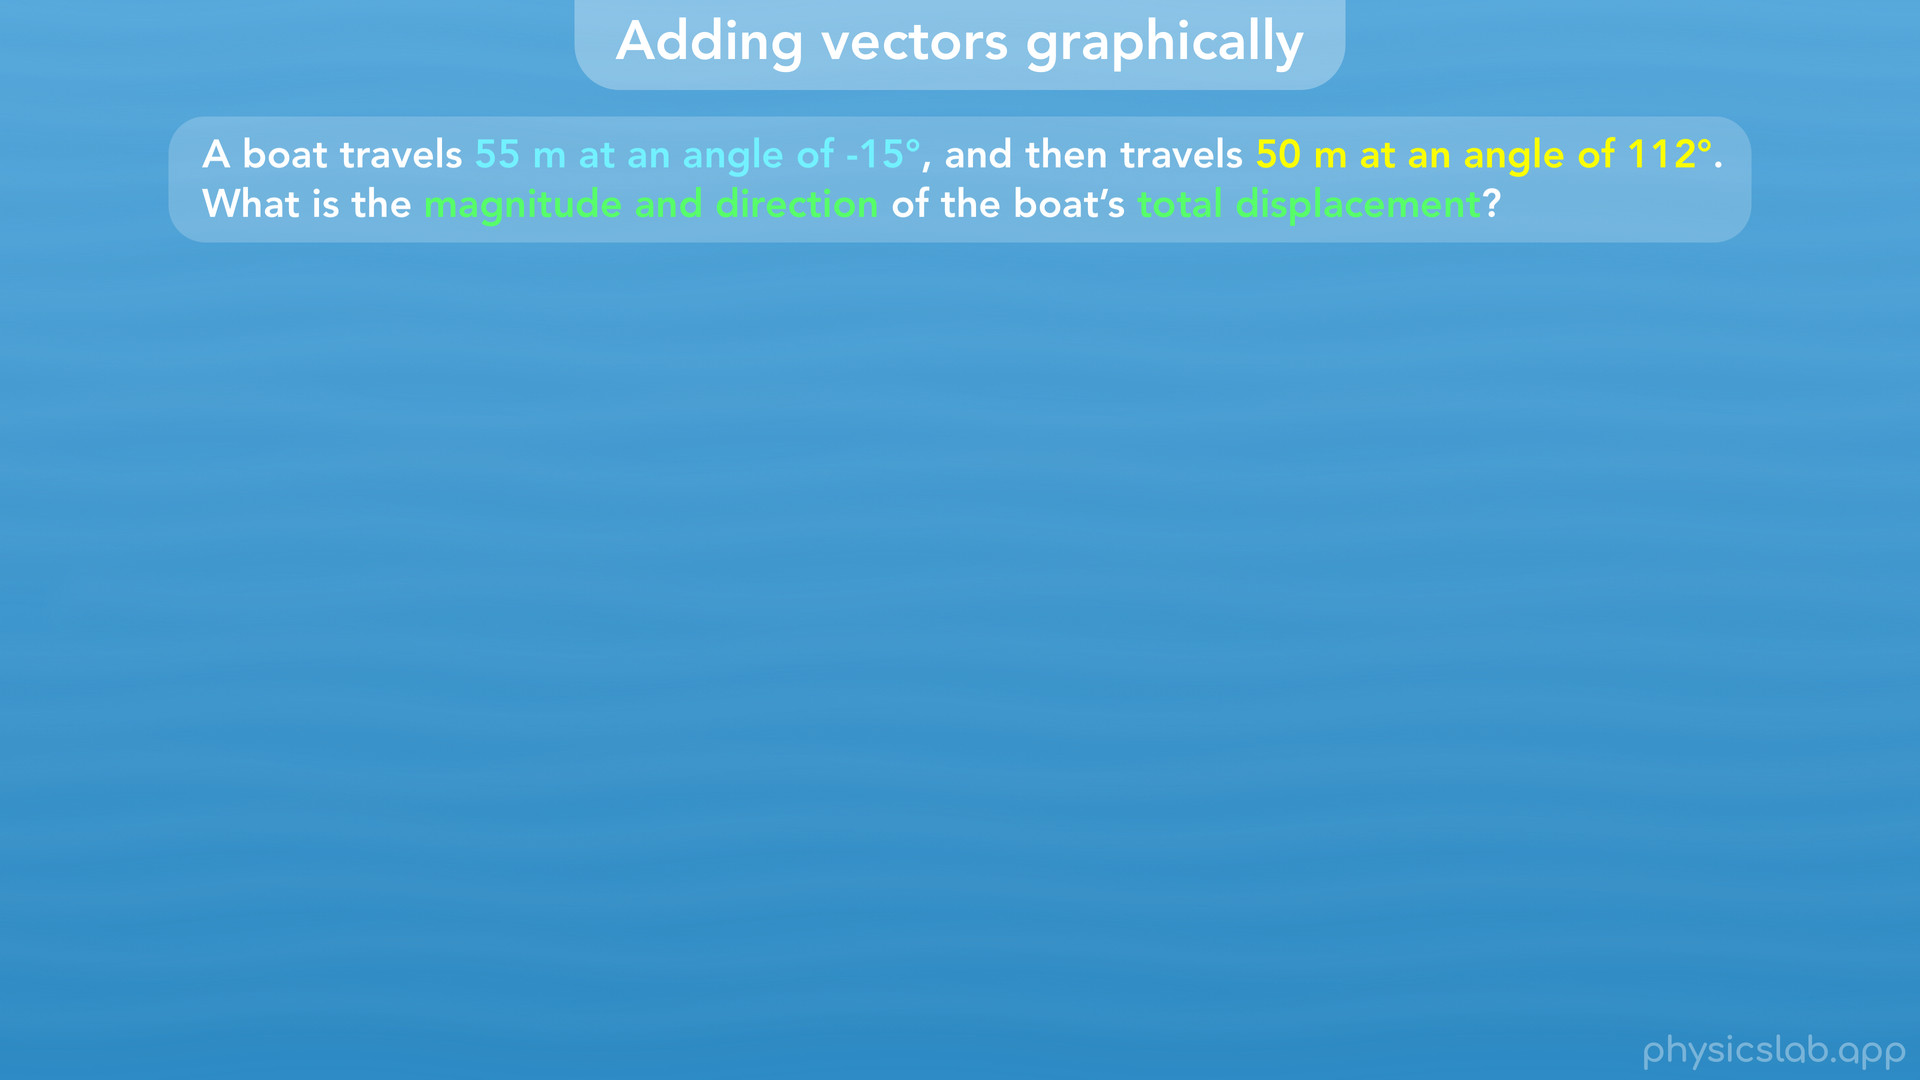 Adding vectors graphically
A boat travels 55 m at an angle of -15°, and then travels 50 m at an angle of 112°.
What is the magnitude and direction of the boat’s total displacement?
physicslab.app